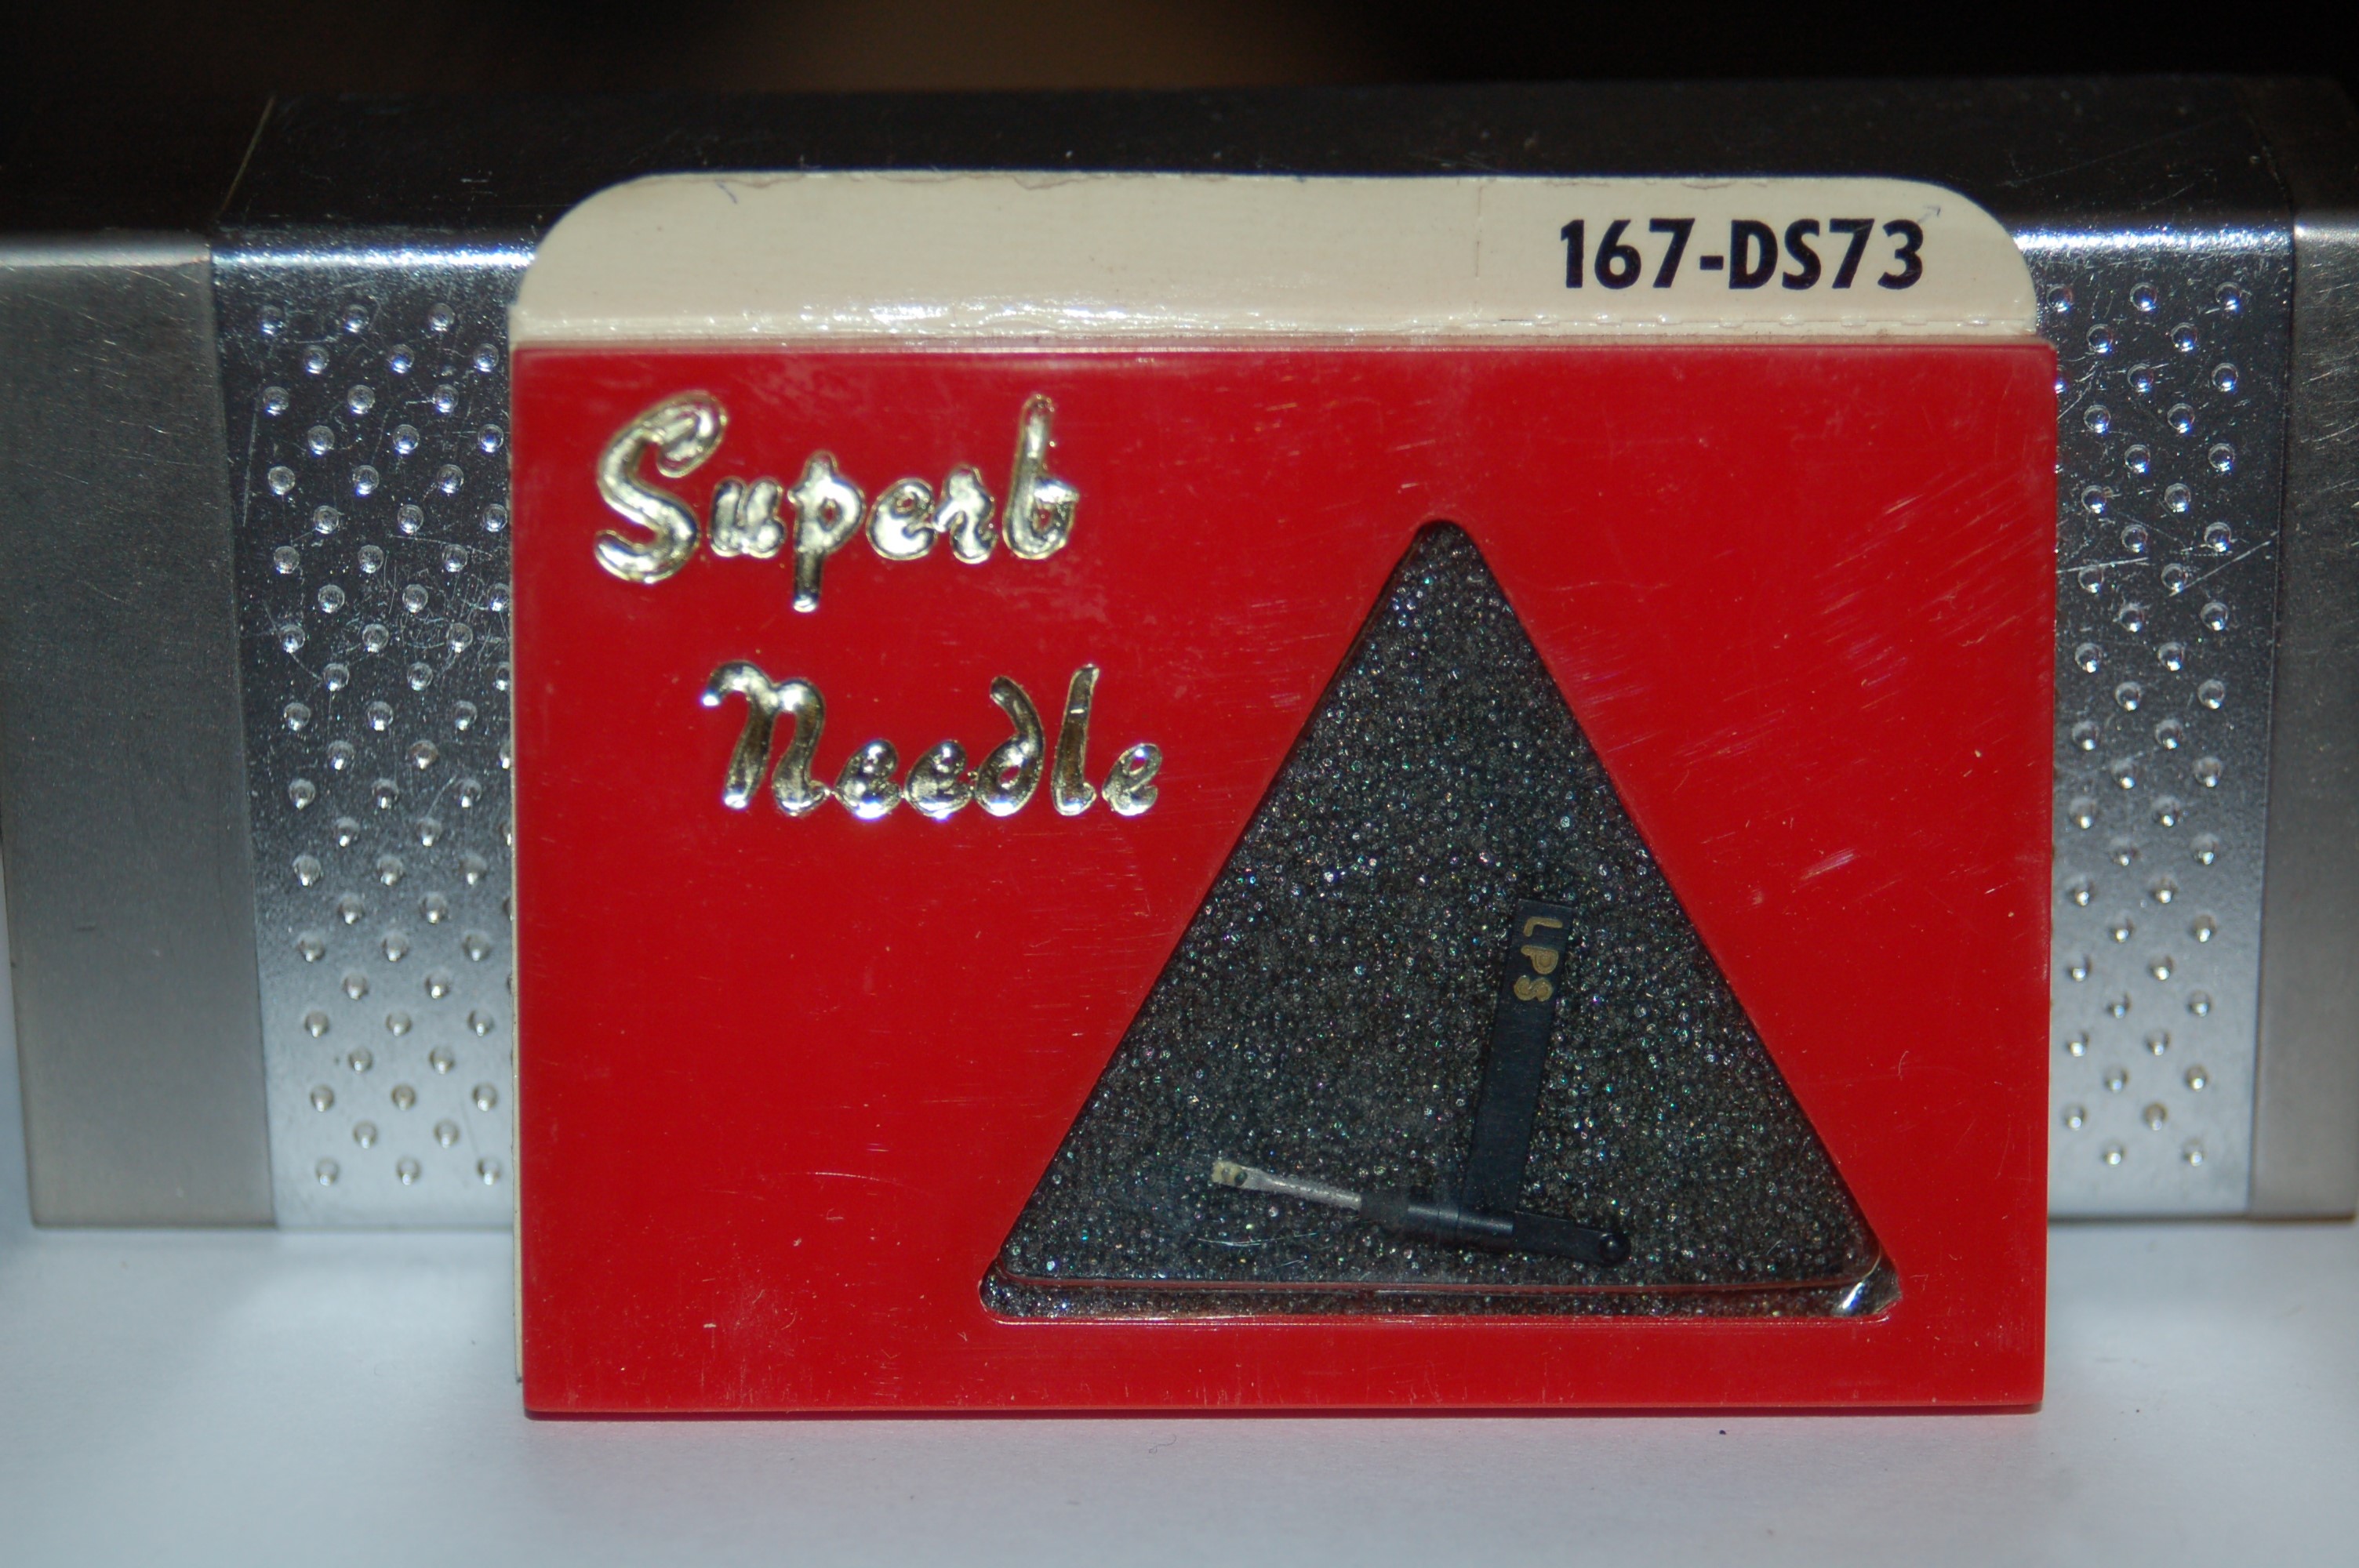 167-DS73
Superb
Needle
LPS